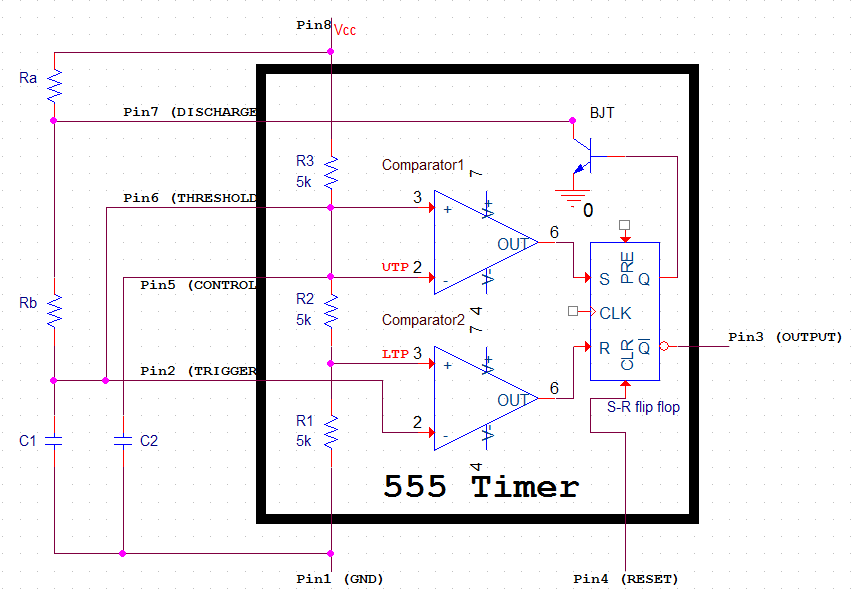 Pin8
Vcc
Ra
Pin7 (DISCHARGE
BJT
R3
5k
Comparator1
7
Pin6 (THRESHOLD
3
+
V+
0
OUT
6
PRE
UTP
2
-
V-
4
S
Q
Pin5 (CONTROL
Rb
R2
5k
CLK
Comparator2
7
LTP
3
+
V+
R
CLR
Q
Pin3 (OUTPUT)
Pin2 (TRIGGER
OUT
6
S-R flip flop
R1
5k
2
-
V-
4
C1
C2
555 Timer
Pin1 (GND)
Pin4 (RESET)